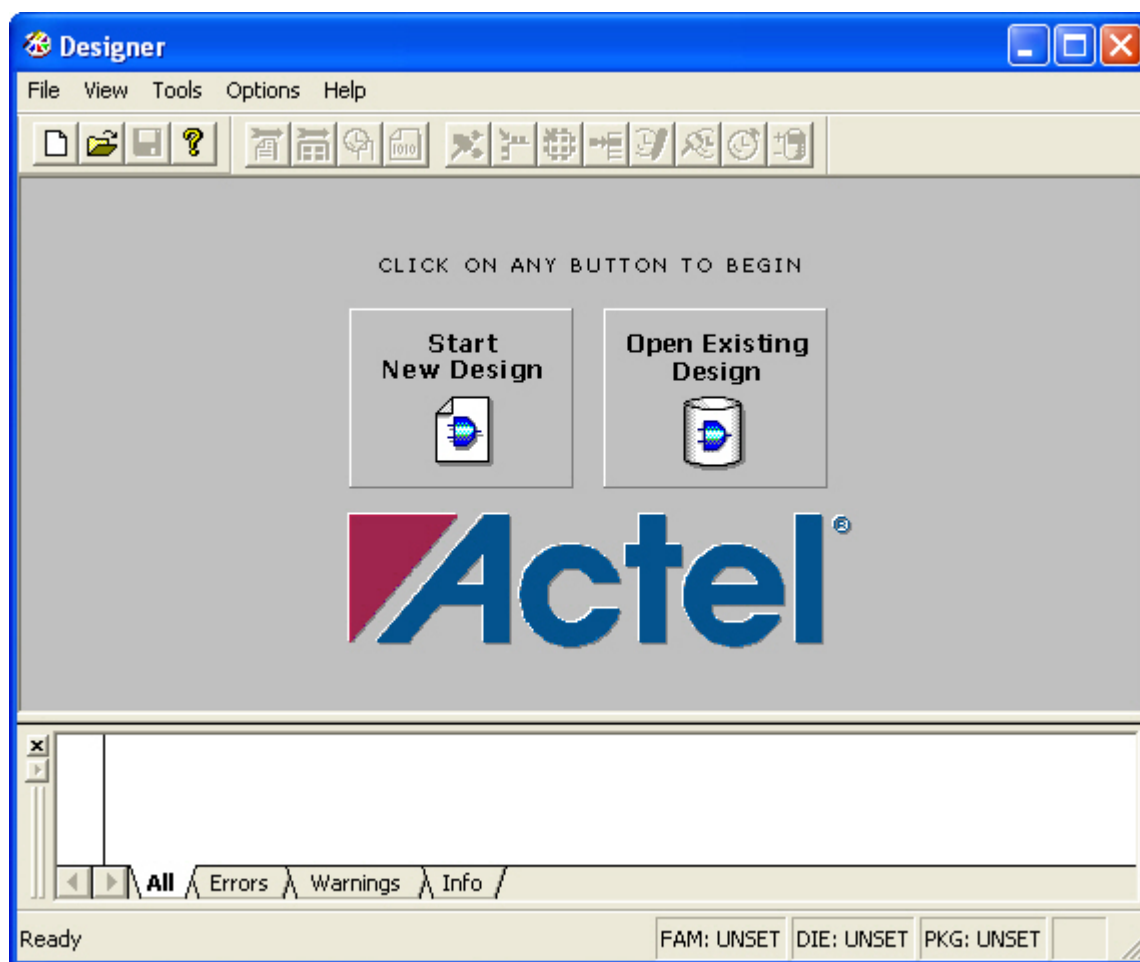 Designer
File View Tools Options Help
1010
CLICK ON ANY BUTTON TO BEGIN
Start
New Design
Open Existing
Design
Actel®
All Errors Warnings Info
Ready FAM: UNSET DIE: UNSET PKG: UNSET